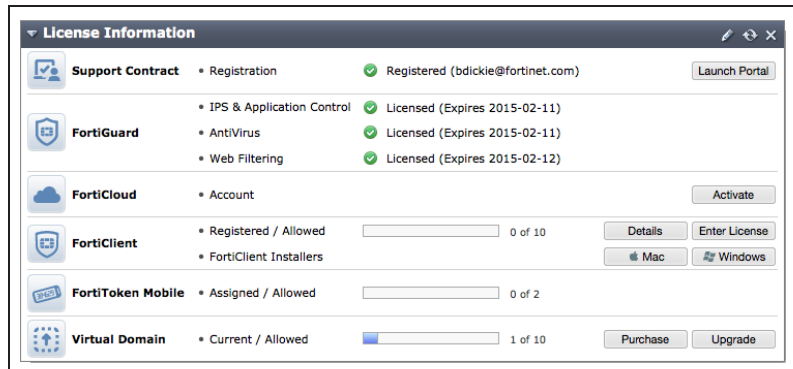 License Information
Support Contract • Registration Registered (bdickie@fortinet.com) Launch Portal
• IPS & Application Control Licensed (Expires 2015-02-11)
FortiGuard • AntiVirus Licensed (Expires 2015-02-11)
• Web Filtering Licensed (Expires 2015-02-12)
FortiCloud • Account Activate
FortiClient • Registered / Allowed 0 of 10 Details Enter License
• FortiClient Installers Mac Windows
FortiToken Mobile • Assigned / Allowed 0 of 2
Virtual Domain • Current / Allowed 1 of 10 Purchase Upgrade